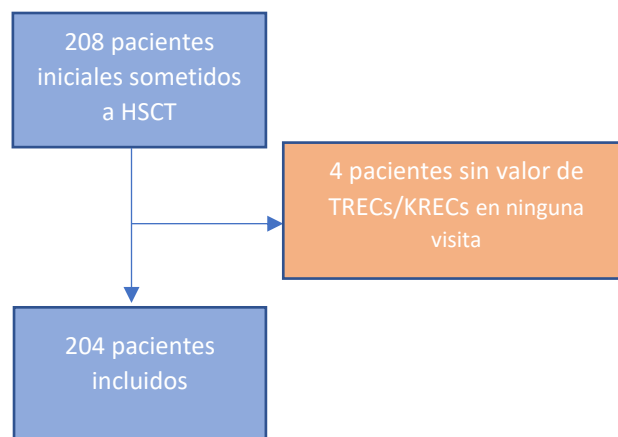 208 pacientes
iniciales sometidos
a HSCT
4 pacientes sin valor de
TRECs/KRECs en ninguna
visita
204 pacientes
incluidos